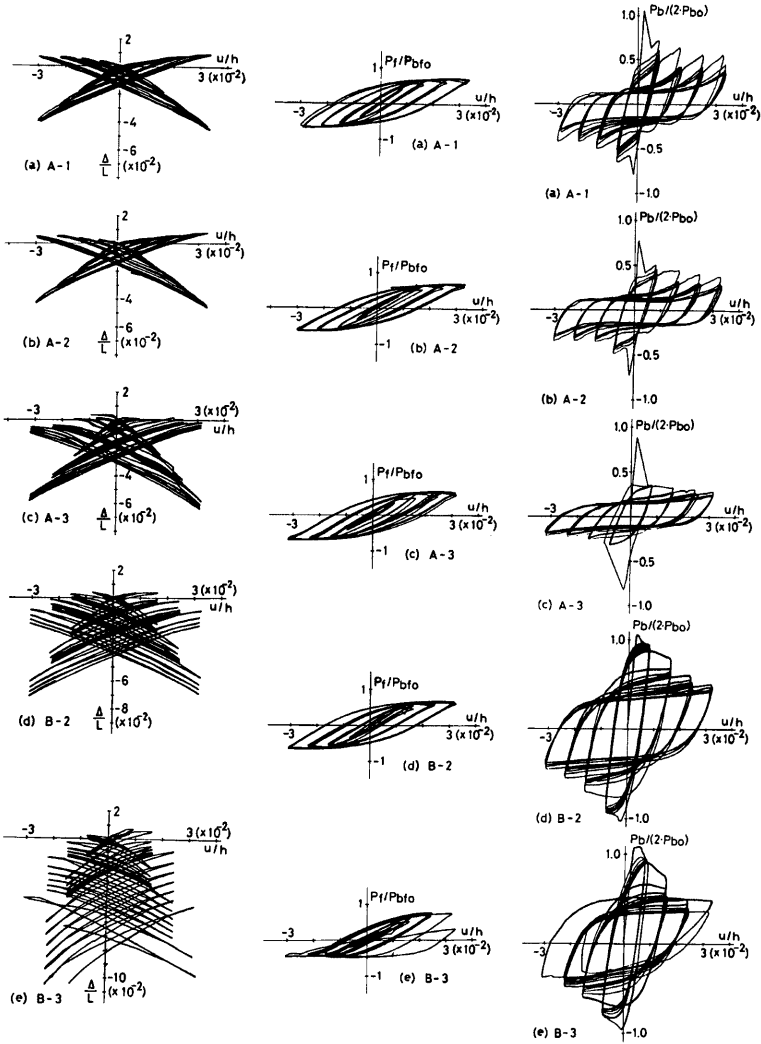 2
u/h
-3
3 (x10⁻²)
-4
-6
(a) A-1
Δ/L (x10⁻²)
2
u/h
-3
3 (x10⁻²)
-4
-6
(b) A-2
Δ/L (x10⁻²)
2
-3
3 (x10⁻²)
u/h
-4
-6
(c) A-3
Δ/L (x10⁻²)
2
-3
3 (x10⁻²)
u/h
-6
-8
(d) B-2
Δ/L (x10⁻²)
2
-3
3 (x10⁻²)
u/h
-10
(e) B-3
Δ/L (x10⁻²)
Pf/Pbfo
1
u/h
-3
3 (x10⁻²)
-1
(a) A-1
Pf/Pbfo
1
u/h
-3
3 (x10⁻²)
-1
(b) A-2
Pf/Pbfo
1
u/h
-3
3 (x10⁻²)
-1
(c) A-3
Pf/Pbfo
1
u/h
-3
3 (x10⁻²)
-1
(d) B-2
Pf/Pbfo
1
u/h
-3
3 (x10⁻²)
-1
(e) B-3
1.0 Pb/(2·Pbo)
0.5
u/h
-3
3 (x10⁻²)
-0.5
(a) A-1
-1.0
1.0 Pb/(2·Pbo)
0.5
u/h
-3
3 (x10⁻²)
-0.5
(b) A-2
-1.0
1.0 Pb/(2·Pbo)
0.5
u/h
-3
3 (x10⁻²)
-0.5
(c) A-3
-1.0
Pb/(2·Pbo)
1.0
u/h
-3
3 (x10⁻²)
(d) B-2
-1.0
Pb/(2·Pbo)
1.0
u/h
-3
3 (x10⁻²)
(e) B-3
-1.0